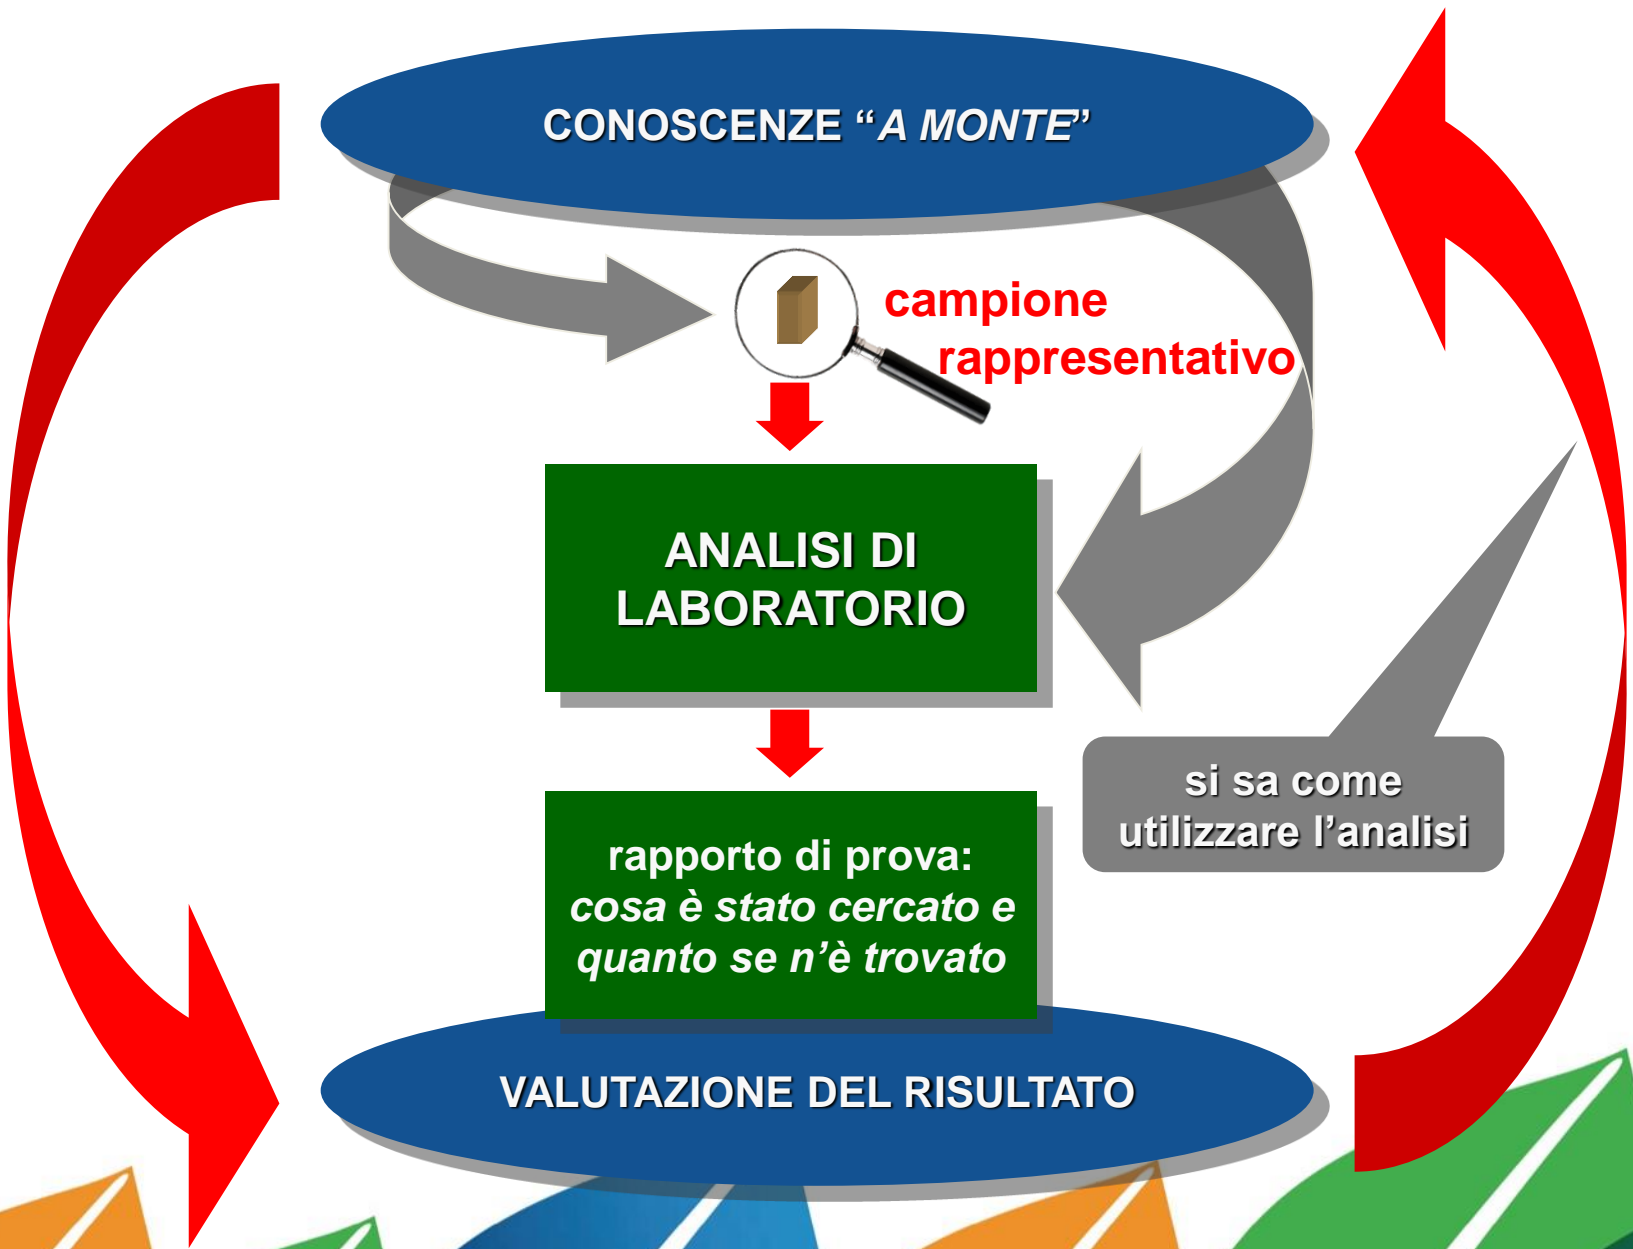 CONOSCENZE “A MONTE”
campione
rappresentativo
ANALISI DI
LABORATORIO
si sa come
utilizzare l’analisi
rapporto di prova:
cosa è stato cercato e
quanto se n’è trovato
VALUTAZIONE DEL RISULTATO